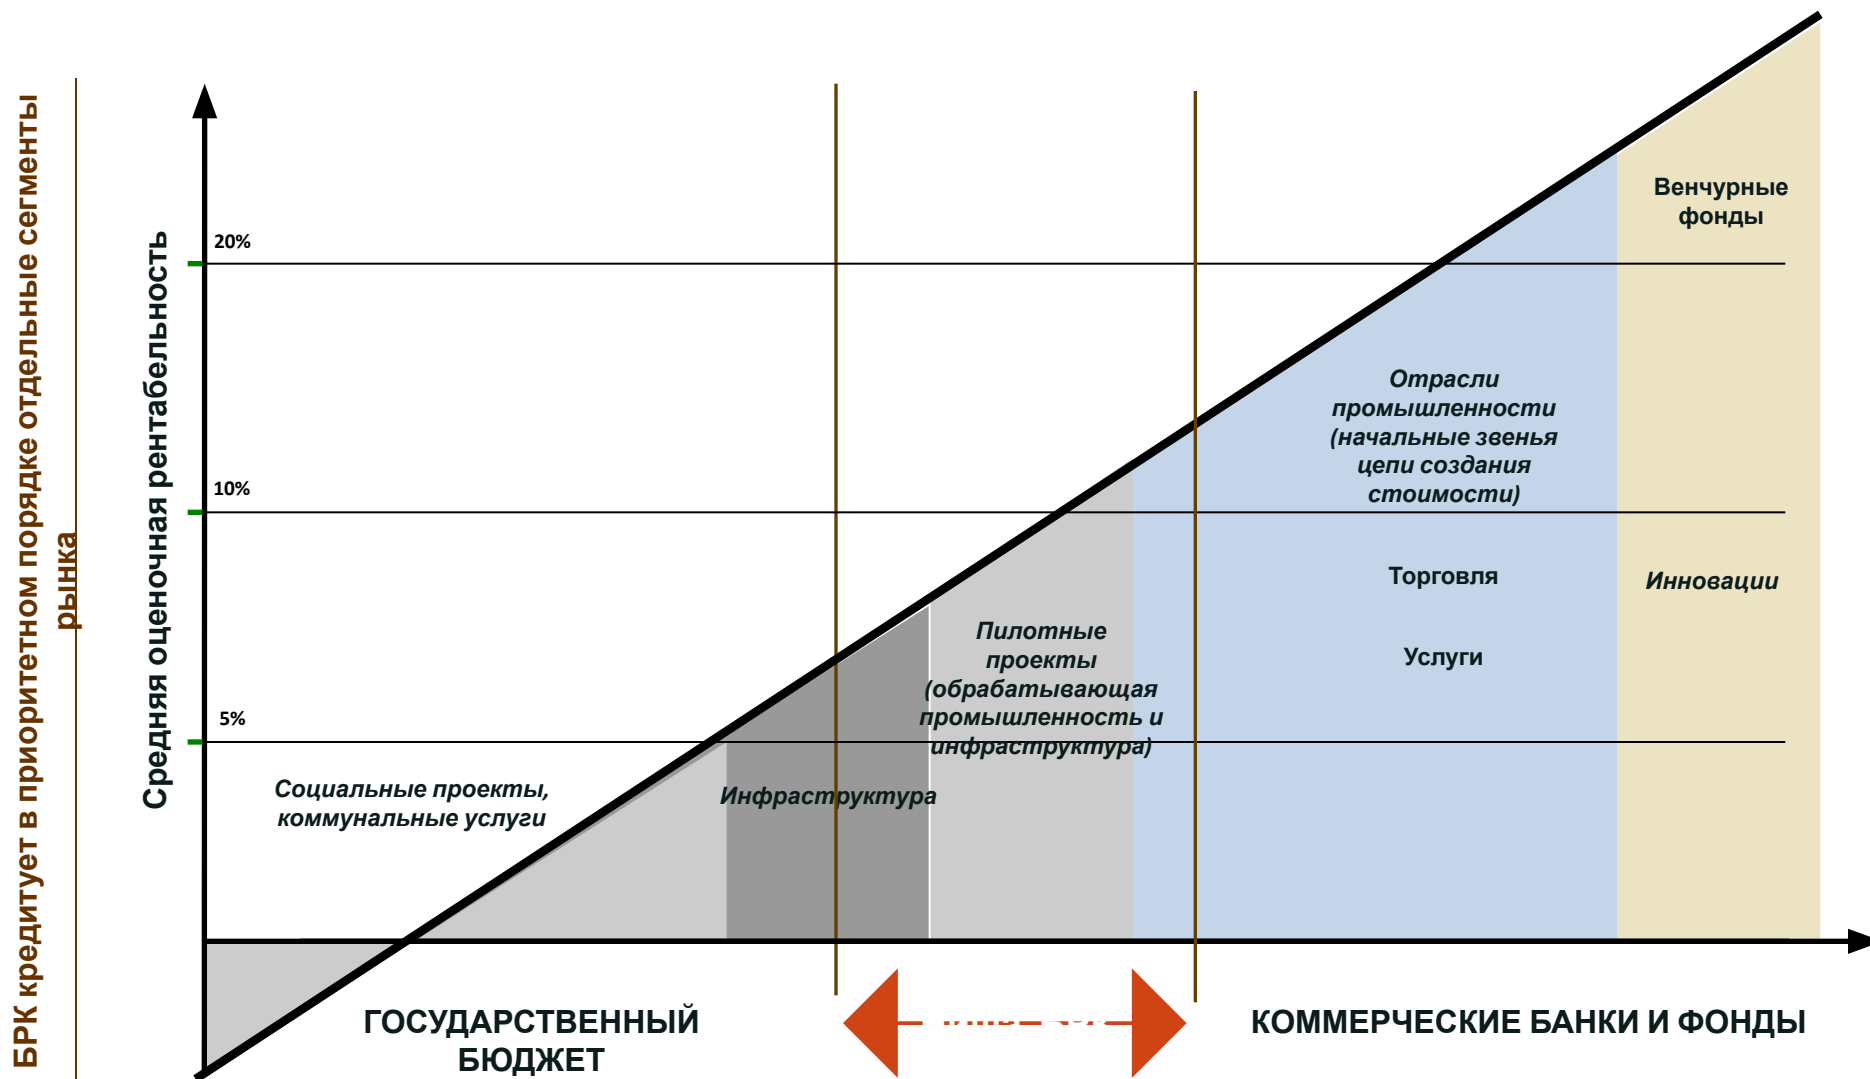 БРК кредитует в приоритетном порядке отдельные сегменты
рынка
Средняя оценочная рентабельность
20%
10%
5%
Венчурные
фонды
Отрасли
промышленности
(начальные звенья
цепи создания
стоимости)
Торговля
Услуги
Инновации
Пилотные
проекты
(обрабатывающая
промышленность и
инфраструктура)
Инфраструктура
Социальные проекты,
коммунальные услуги
ГОСУДАРСТВЕННЫЙ
БЮДЖЕТ
КОММЕРЧЕСКИЕ БАНКИ И ФОНДЫ